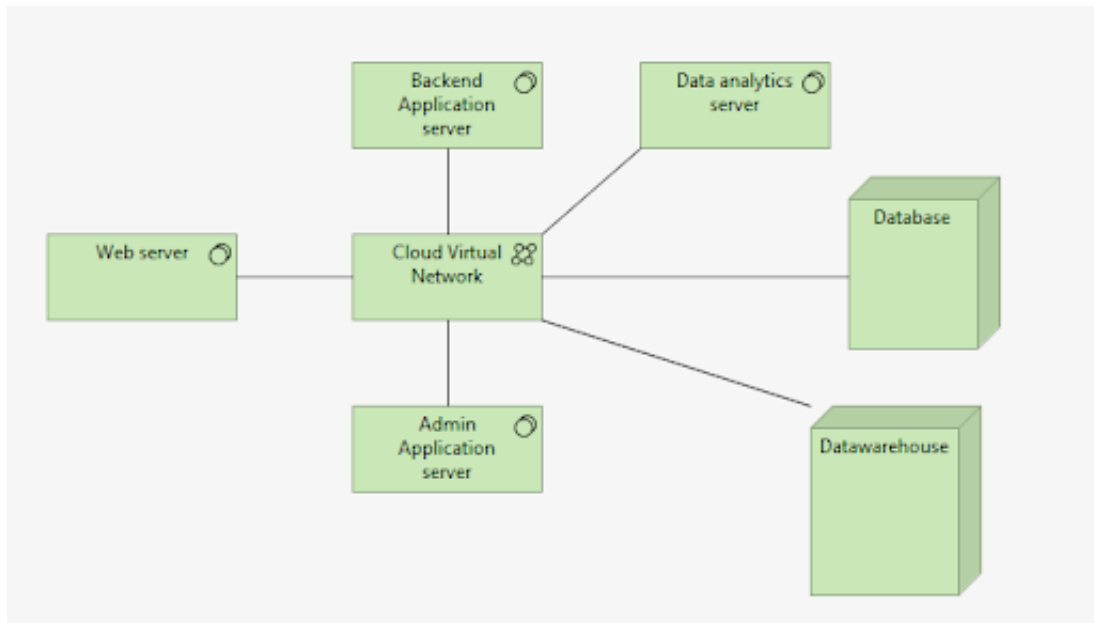 Backend
Application
server
Data analytics
server
Database
Web server
Cloud Virtual
Network
Admin
Application
server
Datawarehouse